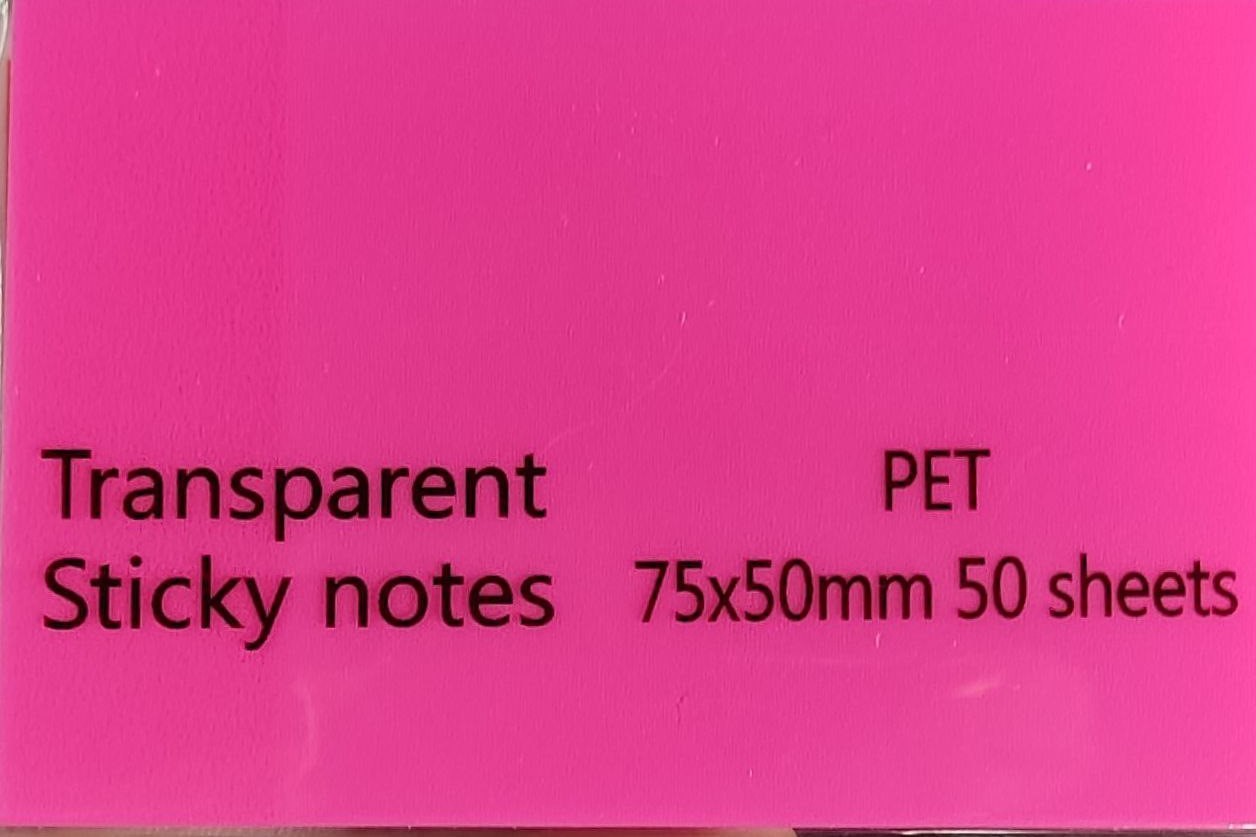 Transparent
Sticky notes
PET
75x50mm 50 sheets